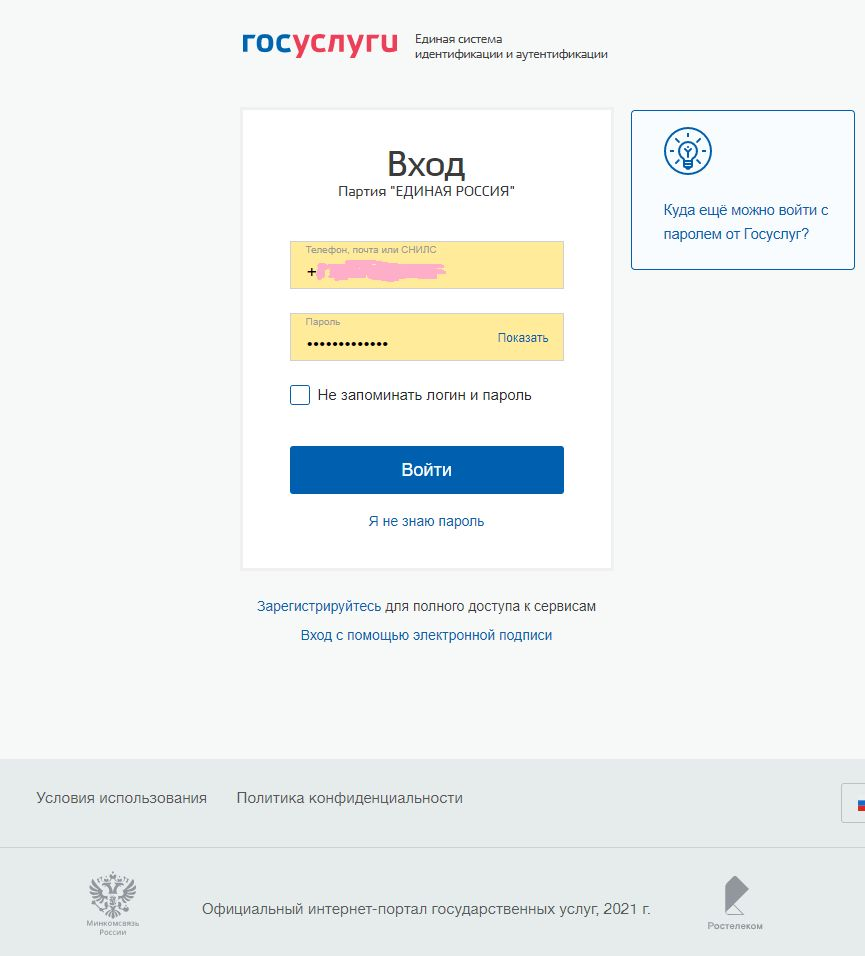 госуслуги
Единая система
идентификации и аутентификации
Вход
Партия "ЕДИНАЯ РОССИЯ"
Куда ещё можно войти с
паролем от Госуслуг?
Телефон, почта или СНИЛС
+
Пароль
•••••••••••••
Показать
Не запоминать логин и пароль
Войти
Я не знаю пароль
Зарегистрируйтесь для полного доступа к сервисам
Вход с помощью электронной подписи
Условия использования
Политика конфиденциальности
Минкомсвязь
России
Официальный интернет-портал государственных услуг, 2021 г.
Ростелеком